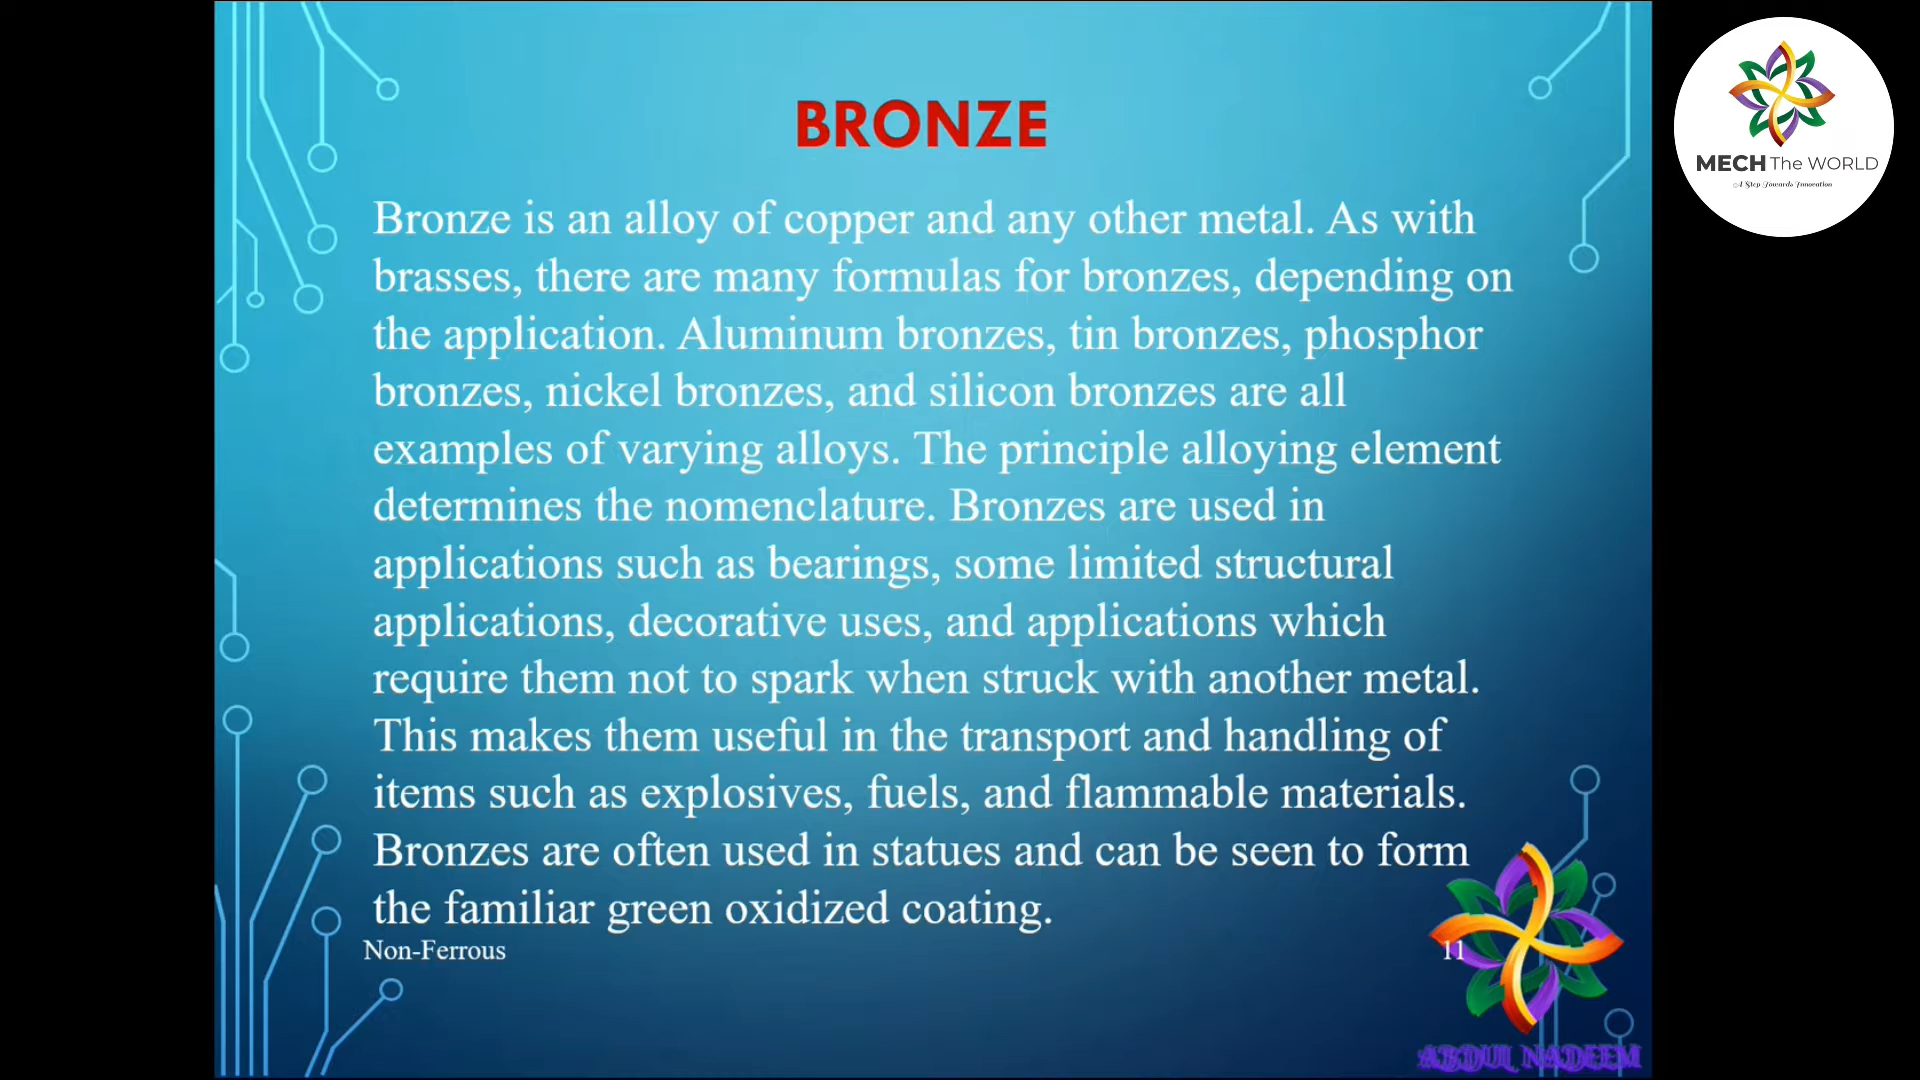 BRONZE
Bronze is an alloy of copper and any other metal. As with
brasses, there are many formulas for bronzes, depending on
the application. Aluminum bronzes, tin bronzes, phosphor
bronzes, nickel bronzes, and silicon bronzes are all
examples of varying alloys. The principle alloying element
determines the nomenclature. Bronzes are used in
applications such as bearings, some limited structural
applications, decorative uses, and applications which
require them not to spark when struck with another metal.
This makes them useful in the transport and handling of
items such as explosives, fuels, and flammable materials.
Bronzes are often used in statues and can be seen to form
the familiar green oxidized coating.
Non-Ferrous
11
MECH The WORLD
A Step Towards Innovation
ABDUL NADEEM